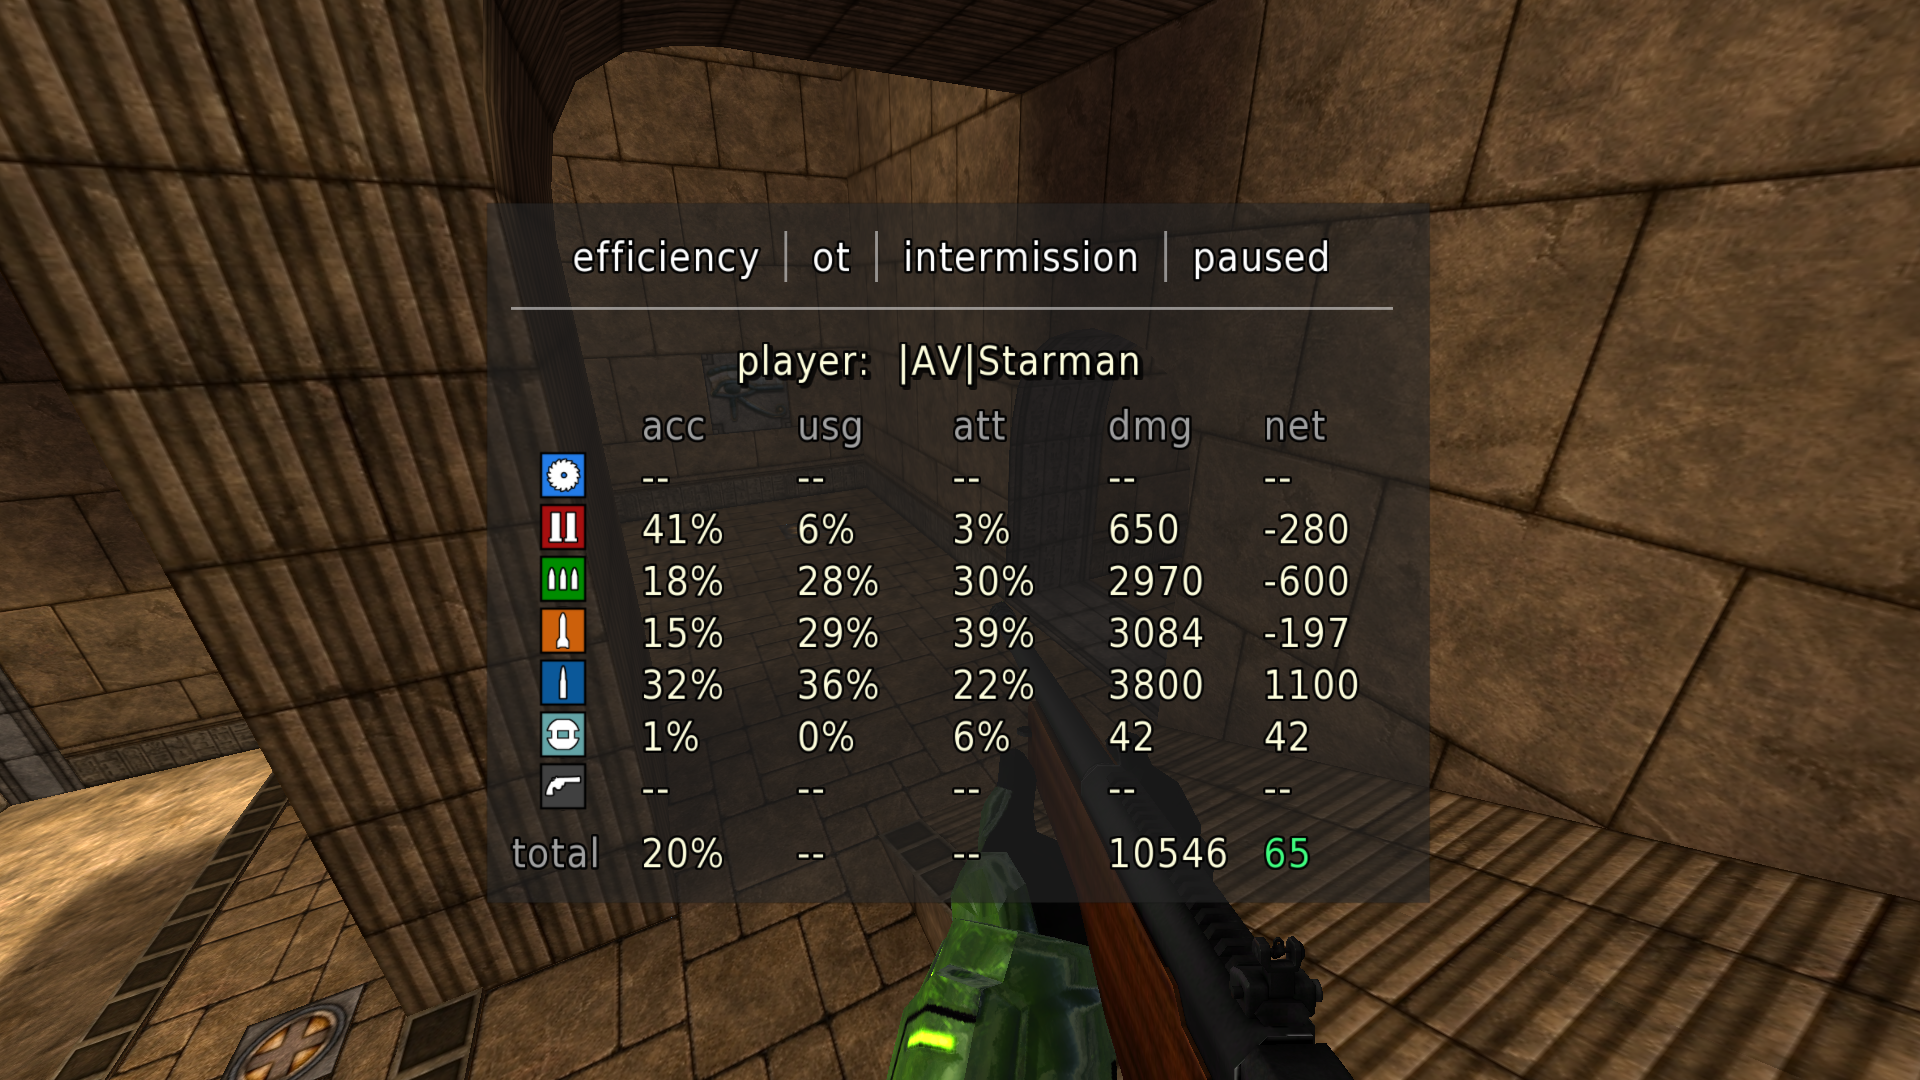 efficiency | ot | intermission | paused
player: |AV|Starman
acc usg att dmg net
-- -- -- -- --
41% 6% 3% 650 -280
18% 28% 30% 2970 -600
15% 29% 39% 3084 -197
32% 36% 22% 3800 1100
1% 0% 6% 42 42
-- -- -- -- --
total 20% -- -- 10546 65